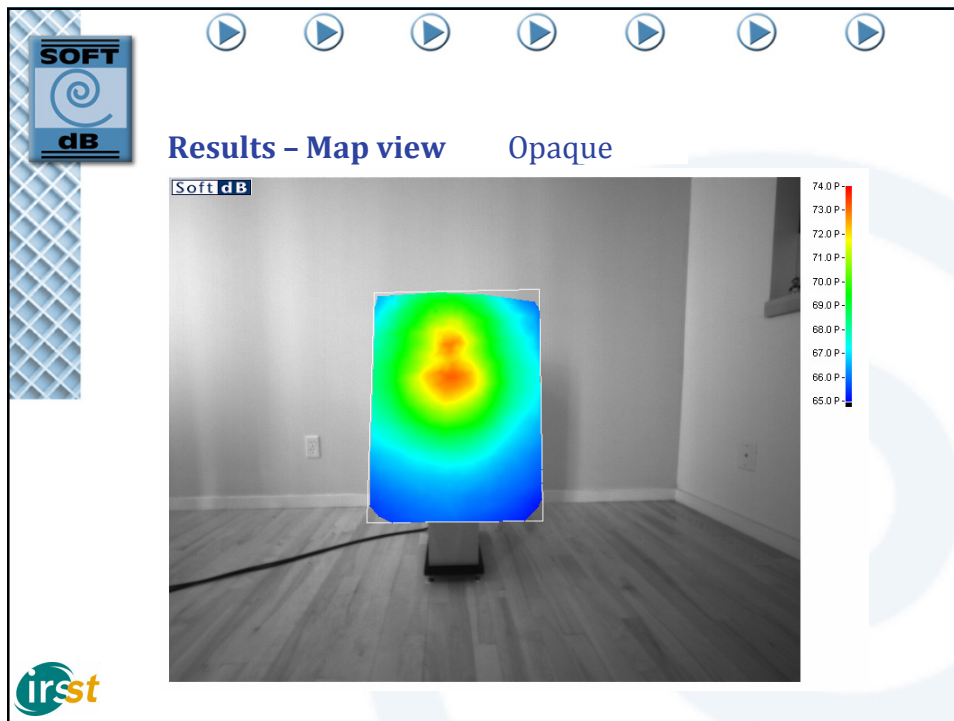 SOFT
dB
Results – Map view Opaque
Soft dB
74.0 P
73.0 P
72.0 P
71.0 P
70.0 P
69.0 P
68.0 P
67.0 P
66.0 P
65.0 P
irsst